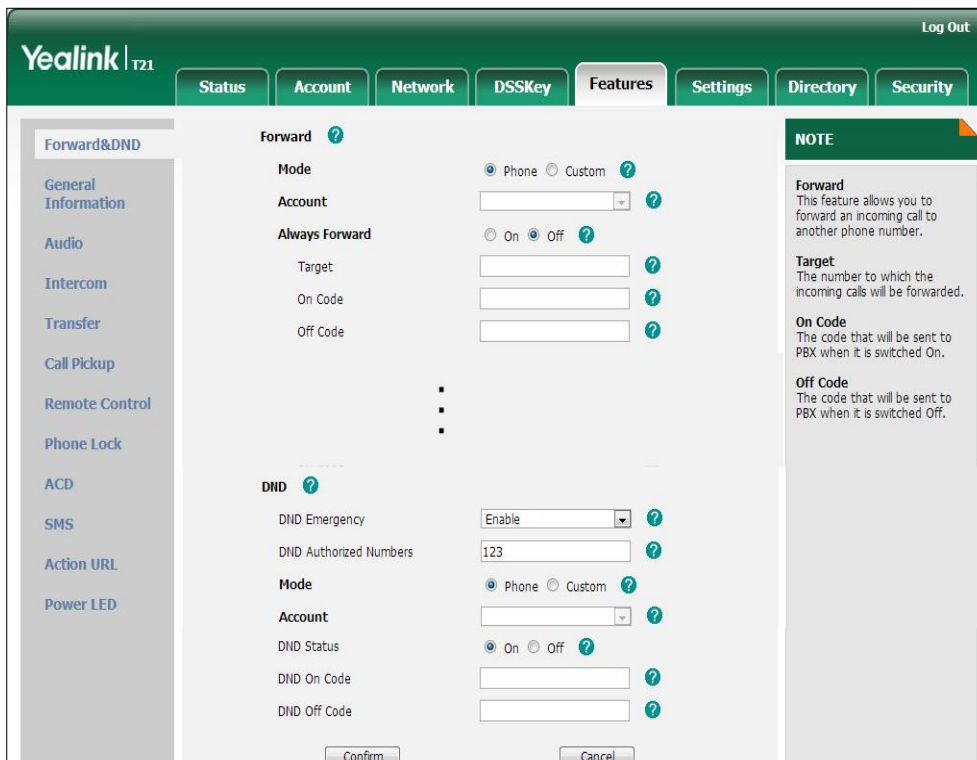 Log Out
Yealink T21
Status Account Network DSSKey Features Settings Directory Security
Forward&DND
General
Information
Audio
Intercom
Transfer
Call Pickup
Remote Control
Phone Lock
ACD
SMS
Action URL
Power LED
Forward ?
Mode Phone Custom ?
Account ?
Always Forward On Off ?
Target ?
On Code ?
Off Code ?
DND ?
DND Emergency Enable ?
DND Authorized Numbers 123 ?
Mode Phone Custom ?
Account ?
DND Status On Off ?
DND On Code ?
DND Off Code ?
Confirm Cancel
NOTE
Forward
This feature allows you to
forward an incoming call to
another phone number.
Target
The number to which the
incoming calls will be forwarded.
On Code
The code that will be sent to
PBX when it is switched On.
Off Code
The code that will be sent to
PBX when it is switched Off.